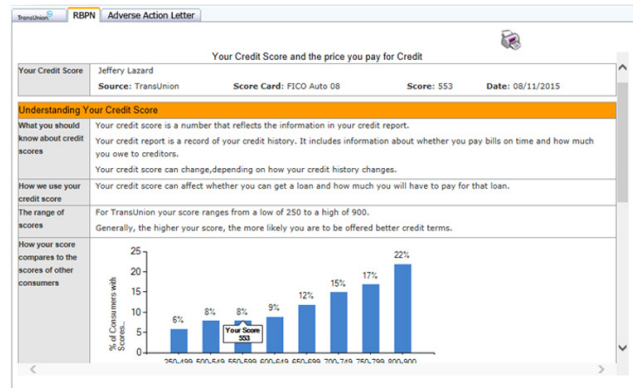 TransUnion
RBPN
Adverse Action Letter
Your Credit Score and the price you pay for Credit
Your Credit Score
Jeffery Lazard
Source: TransUnion Score Card: FICO Auto 08 Score: 553 Date: 08/11/2015
Understanding Your Credit Score
What you should
know about credit
scores
Your credit score is a number that reflects the information in your credit report.
Your credit report is a record of your credit history. It includes information about whether you pay bills on time and how much
you owe to creditors.
Your credit score can change,depending on how your credit history changes.
How we use your
credit score
Your credit score can affect whether you can get a loan and how much you will have to pay for that loan.
The range of
scores
For TransUnion your score ranges from a low of 250 to a high of 900.
Generally, the higher your score, the more likely you are to be offered better credit terms.
How your score
compares to the
scores of other
consumers
% of Consumers with
Scores..
25
20
15
10
5
0
6%
8%
8%
9%
12%
15%
17%
22%
Your Score
553
250-499 500-549 550-599 600-649 650-699 700-749 750-799 800-900